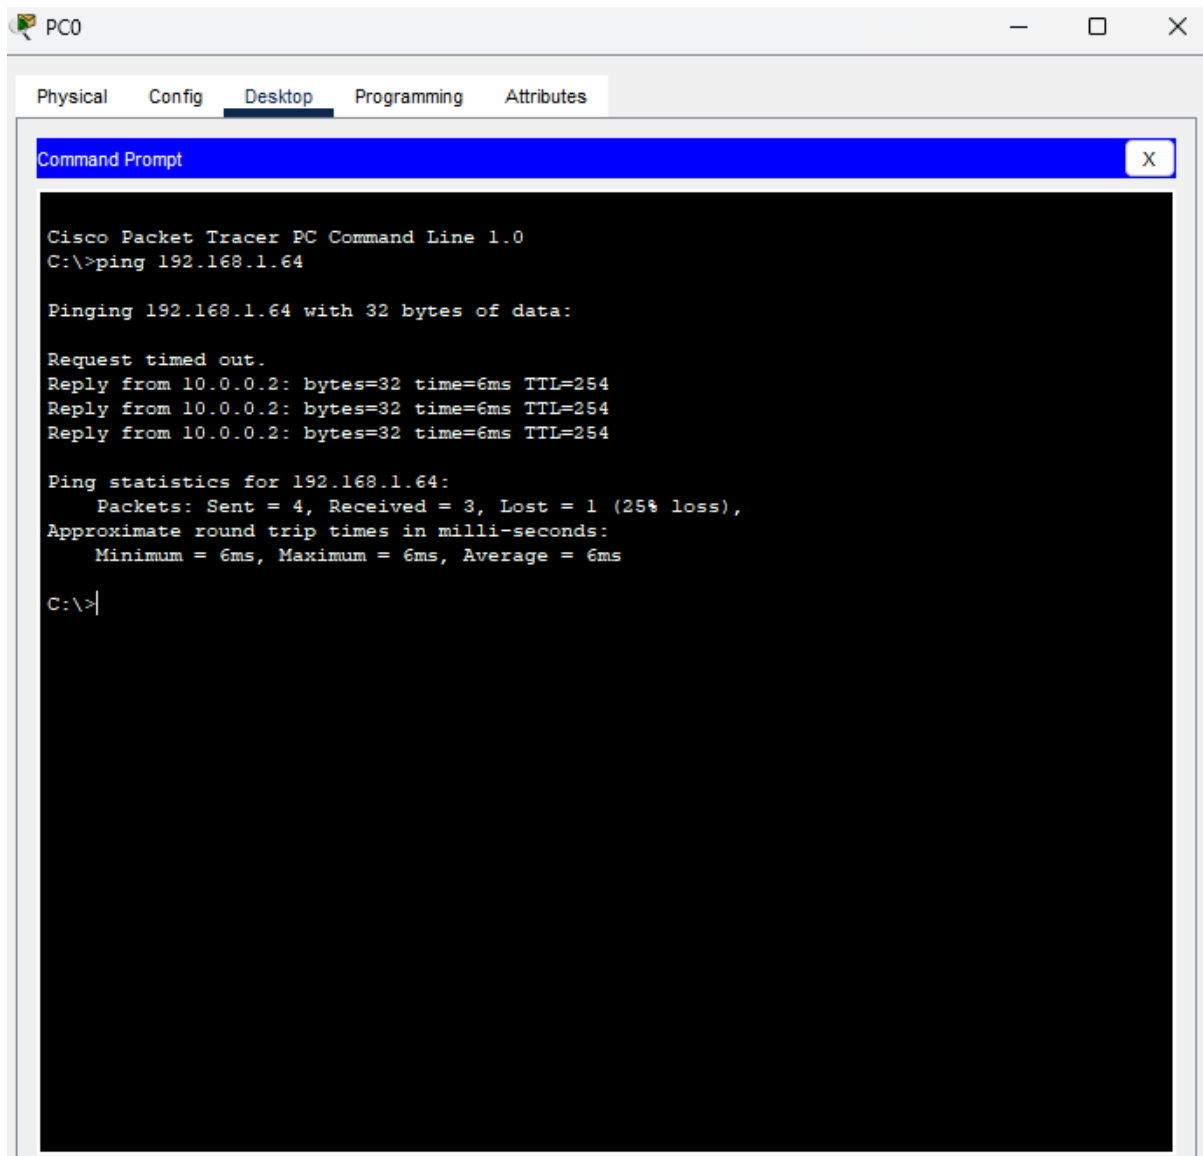 PC0
Physical Config Desktop Programming Attributes
Command Prompt
X
Cisco Packet Tracer PC Command Line 1.0
C:\>ping 192.168.1.64
Pinging 192.168.1.64 with 32 bytes of data:
Request timed out.
Reply from 10.0.0.2: bytes=32 time=6ms TTL=254
Reply from 10.0.0.2: bytes=32 time=6ms TTL=254
Reply from 10.0.0.2: bytes=32 time=6ms TTL=254
Ping statistics for 192.168.1.64:
    Packets: Sent = 4, Received = 3, Lost = 1 (25% loss),
Approximate round trip times in milli-seconds:
    Minimum = 6ms, Maximum = 6ms, Average = 6ms
C:\>